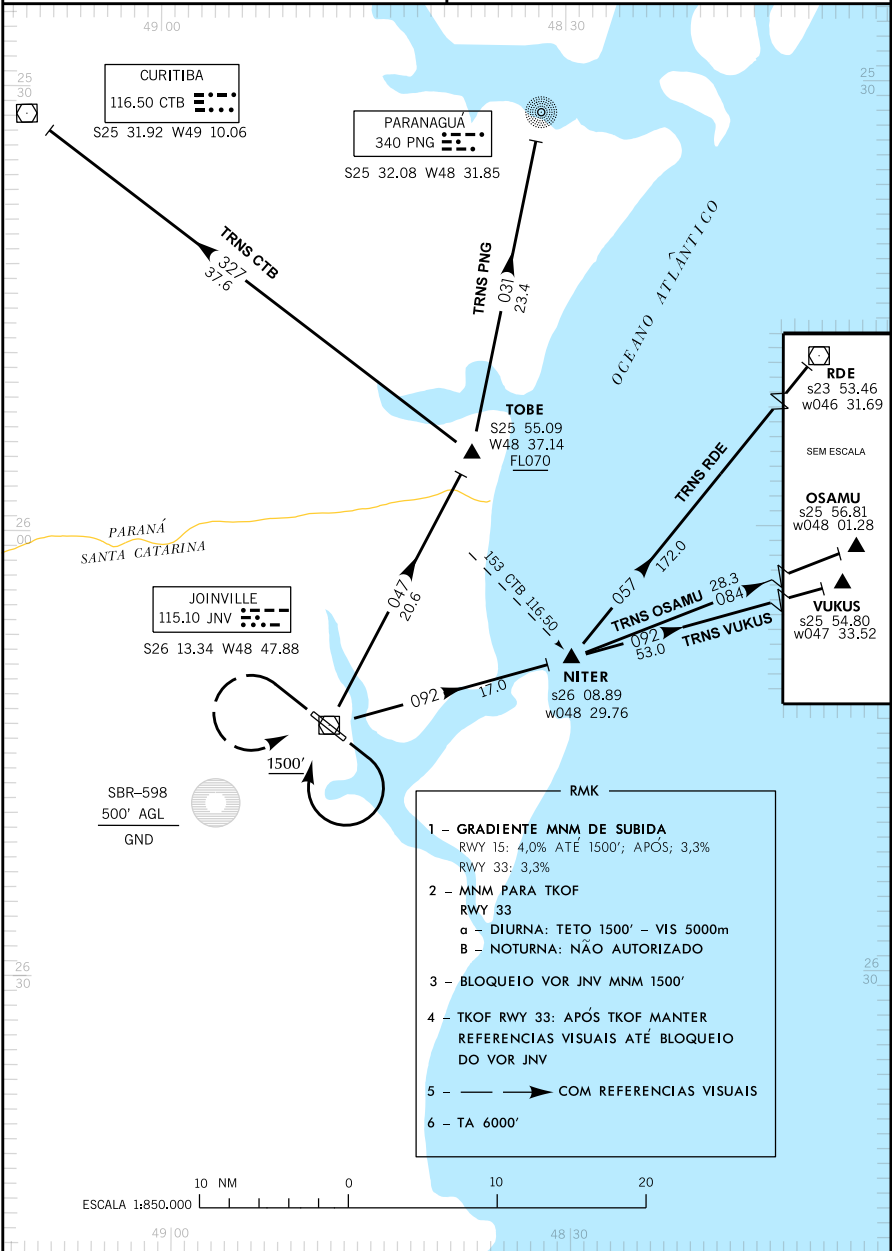 49 00
48 30
25
30
25
30
CURITIBA
116.50 CTB
S25 31.92 W49 10.06
PARANAGUÁ
340 PNG
S25 32.08 W48 31.85
TRNS CTB
327
37.6
TRNS PNG
031
23.4
OCEANO ATLÂNTICO
RDE
s23 53.46
w046 31.69
SEM ESCALA
OSAMU
s25 56.81
w048 01.28
VUKUS
s25 54.80
w047 33.52
TOBE
S25 55.09
W48 37.14
FL070
TRNS RDE
057
172.0
26
00
PARANÁ
SANTA CATARINA
153 CTB 116.50
047
20.6
TRNS OSAMU
28.3
084
092
53.0
TRNS VUKUS
JOINVILLE
115.10 JNV
S26 13.34 W48 47.88
NITER
s26 08.89
w048 29.76
092
17.0
1500'
SBR–598
500' AGL
GND
RMK
1 – GRADIENTE MNM DE SUBIDA
RWY 15: 4,0% ATÉ 1500'; APÓS; 3,3%
RWY 33: 3,3%
2 – MNM PARA TKOF
RWY 33
a – DIURNA: TETO 1500' – VIS 5000m
B – NOTURNA: NÃO AUTORIZADO
3 – BLOQUEIO VOR JNV MNM 1500'
4 – TKOF RWY 33: APÓS TKOF MANTER
REFERENCIAS VISUAIS ATÉ BLOQUEIO
DO VOR JNV
5 – COM REFERENCIAS VISUAIS
6 – TA 6000'
26
30
26
30
10 NM 0 10 20
ESCALA 1:850.000
49 00
48 30